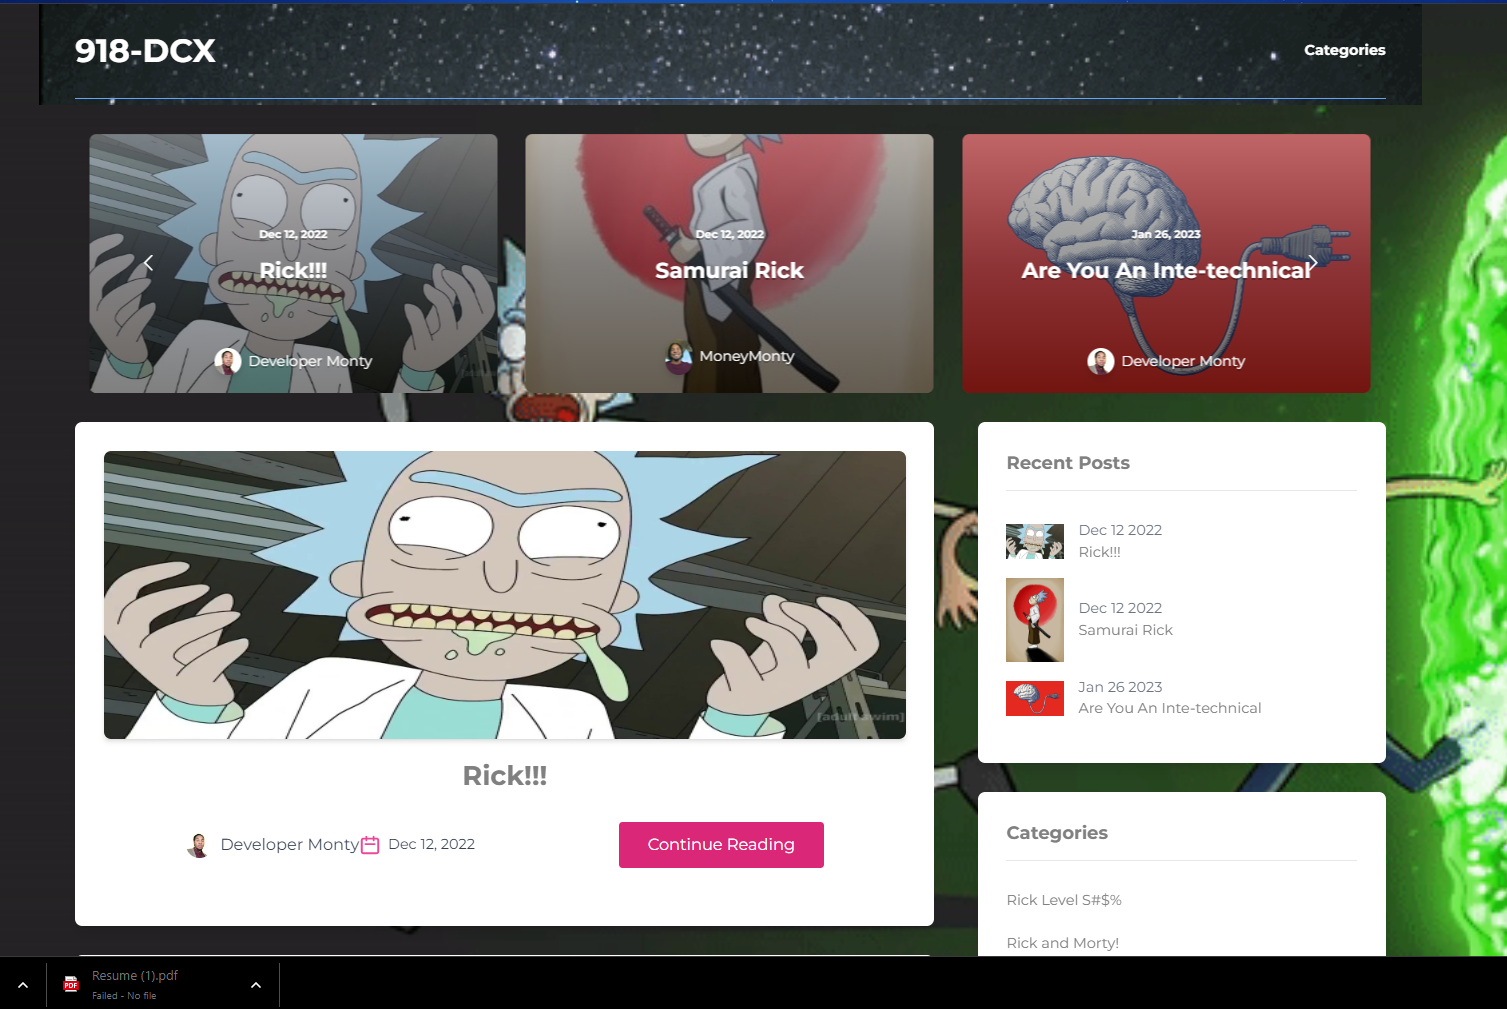 918-DCX
Categories
Dec 12, 2022
Rick!!!
Developer Monty
Dec 12, 2022
Samurai Rick
MoneyMonty
Jan 26, 2023
Are You An Inte-technical
Developer Monty
[adult swim]
Rick!!!
Developer Monty
Dec 12, 2022
Continue Reading
Recent Posts
Dec 12 2022
Rick!!!
Dec 12 2022
Samurai Rick
Jan 26 2023
Are You An Inte-technical
Categories
Rick Level S#$%
Rick and Morty!
PDF
Resume (1).pdf
Failed - No file